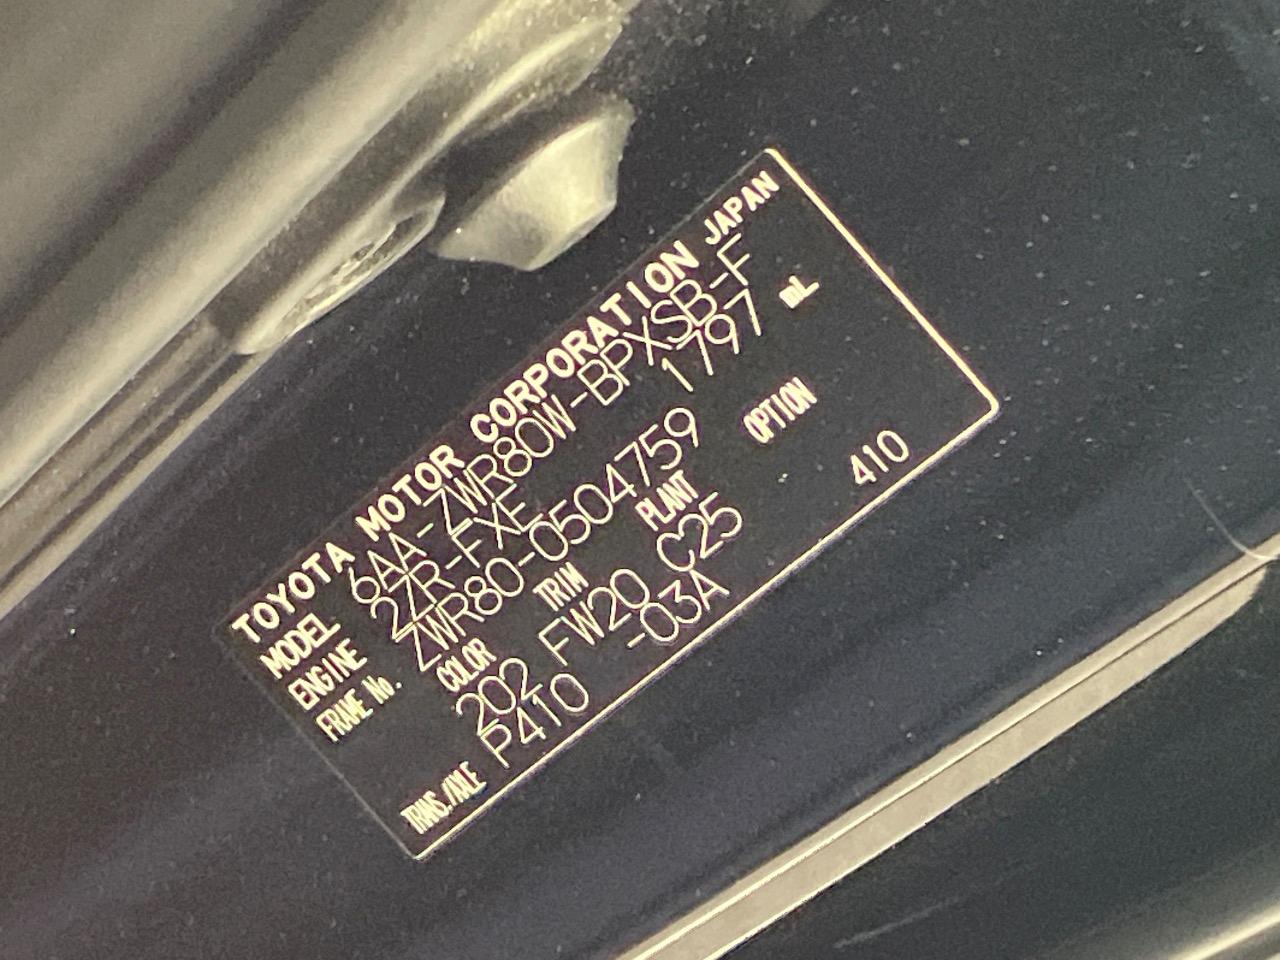 TOYOTA MOTOR CORPORATION JAPAN
MODEL 6AA-ZWR80W-BPXSB-F
ENGINE 2ZR-FXE 1797 mL
FRAME No. ZWR80-0504759
COLOR TRIM PLANT OPTION
202 FW20 C25 410
TRANS./AXLE P410 -03A